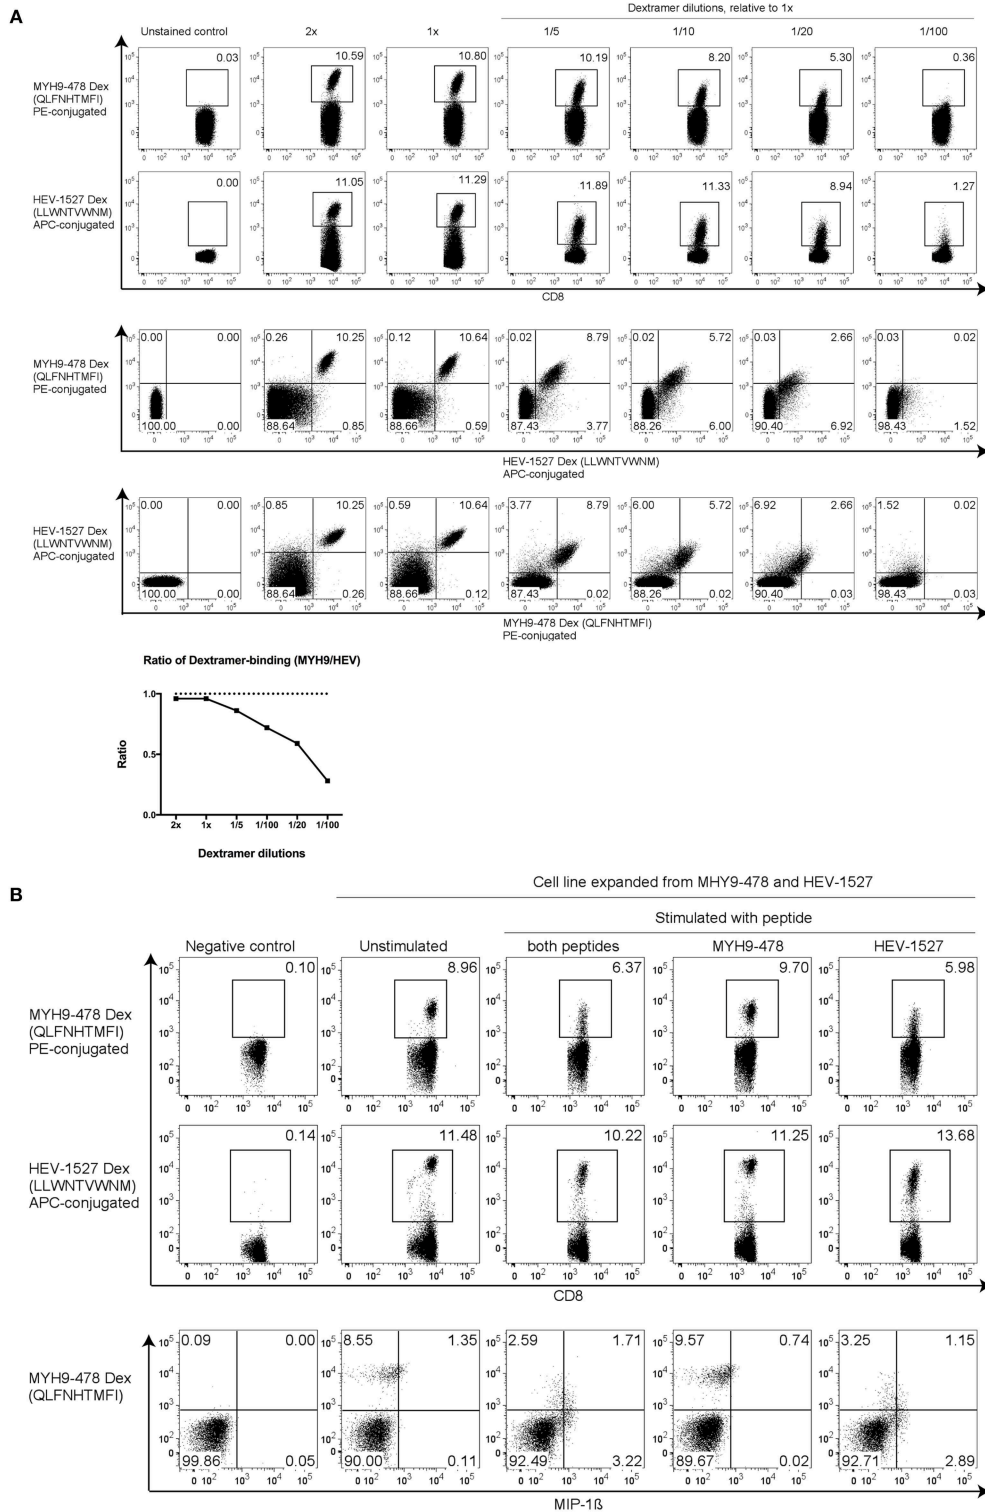 A
Dextramer dilutions, relative to 1x
Unstained control 2x 1x 1/5 1/10 1/20 1/100
MYH9-478 Dex
(QLFNHTMFI)
PE-conjugated
0.03 10.59 10.80 10.19 8.20 5.30 0.36
HEV-1527 Dex
(LLWNTVWNM)
APC-conjugated
0.00 11.05 11.29 11.89 11.33 8.94 1.27
CD8
MYH9-478 Dex
(QLFNHTMFI)
PE-conjugated
0.00 0.00 0.26 10.25 0.12 10.64 0.02 8.79 0.02 5.72 0.03 2.66 0.03 0.02
100.00 0.00 88.64 0.85 88.66 0.59 87.43 3.77 88.26 6.00 90.40 6.92 98.43 1.52
HEV-1527 Dex (LLWNTVWNM)
APC-conjugated
HEV-1527 Dex
(LLWNTVWNM)
APC-conjugated
0.00 0.00 0.85 10.25 0.59 10.64 3.77 8.79 6.00 5.72 6.92 2.66 1.52 0.02
100.00 0.00 88.64 0.26 88.66 0.12 87.43 0.02 88.26 0.02 90.40 0.03 98.43 0.03
MYH9-478 Dex (QLFNHTMFI)
PE-conjugated
Ratio of Dextramer-binding (MYH9/HEV)
1.0
0.5
0.0
Ratio
2x 1x 1/5 1/100 1/20 1/100
Dextramer dilutions
B
Cell line expanded from MHY9-478 and HEV-1527
Stimulated with peptide
Negative control Unstimulated both peptides MYH9-478 HEV-1527
MYH9-478 Dex
(QLFNHTMFI)
PE-conjugated
0.10 8.96 6.37 9.70 5.98
HEV-1527 Dex
(LLWNTVWNM)
APC-conjugated
0.14 11.48 10.22 11.25 13.68
CD8
MYH9-478 Dex
(QLFNHTMFI)
0.09 0.00 8.55 1.35 2.59 1.71 9.57 0.74 3.25 1.15
99.86 0.05 90.00 0.11 92.49 3.22 89.67 0.02 92.71 2.89
MIP-1ß